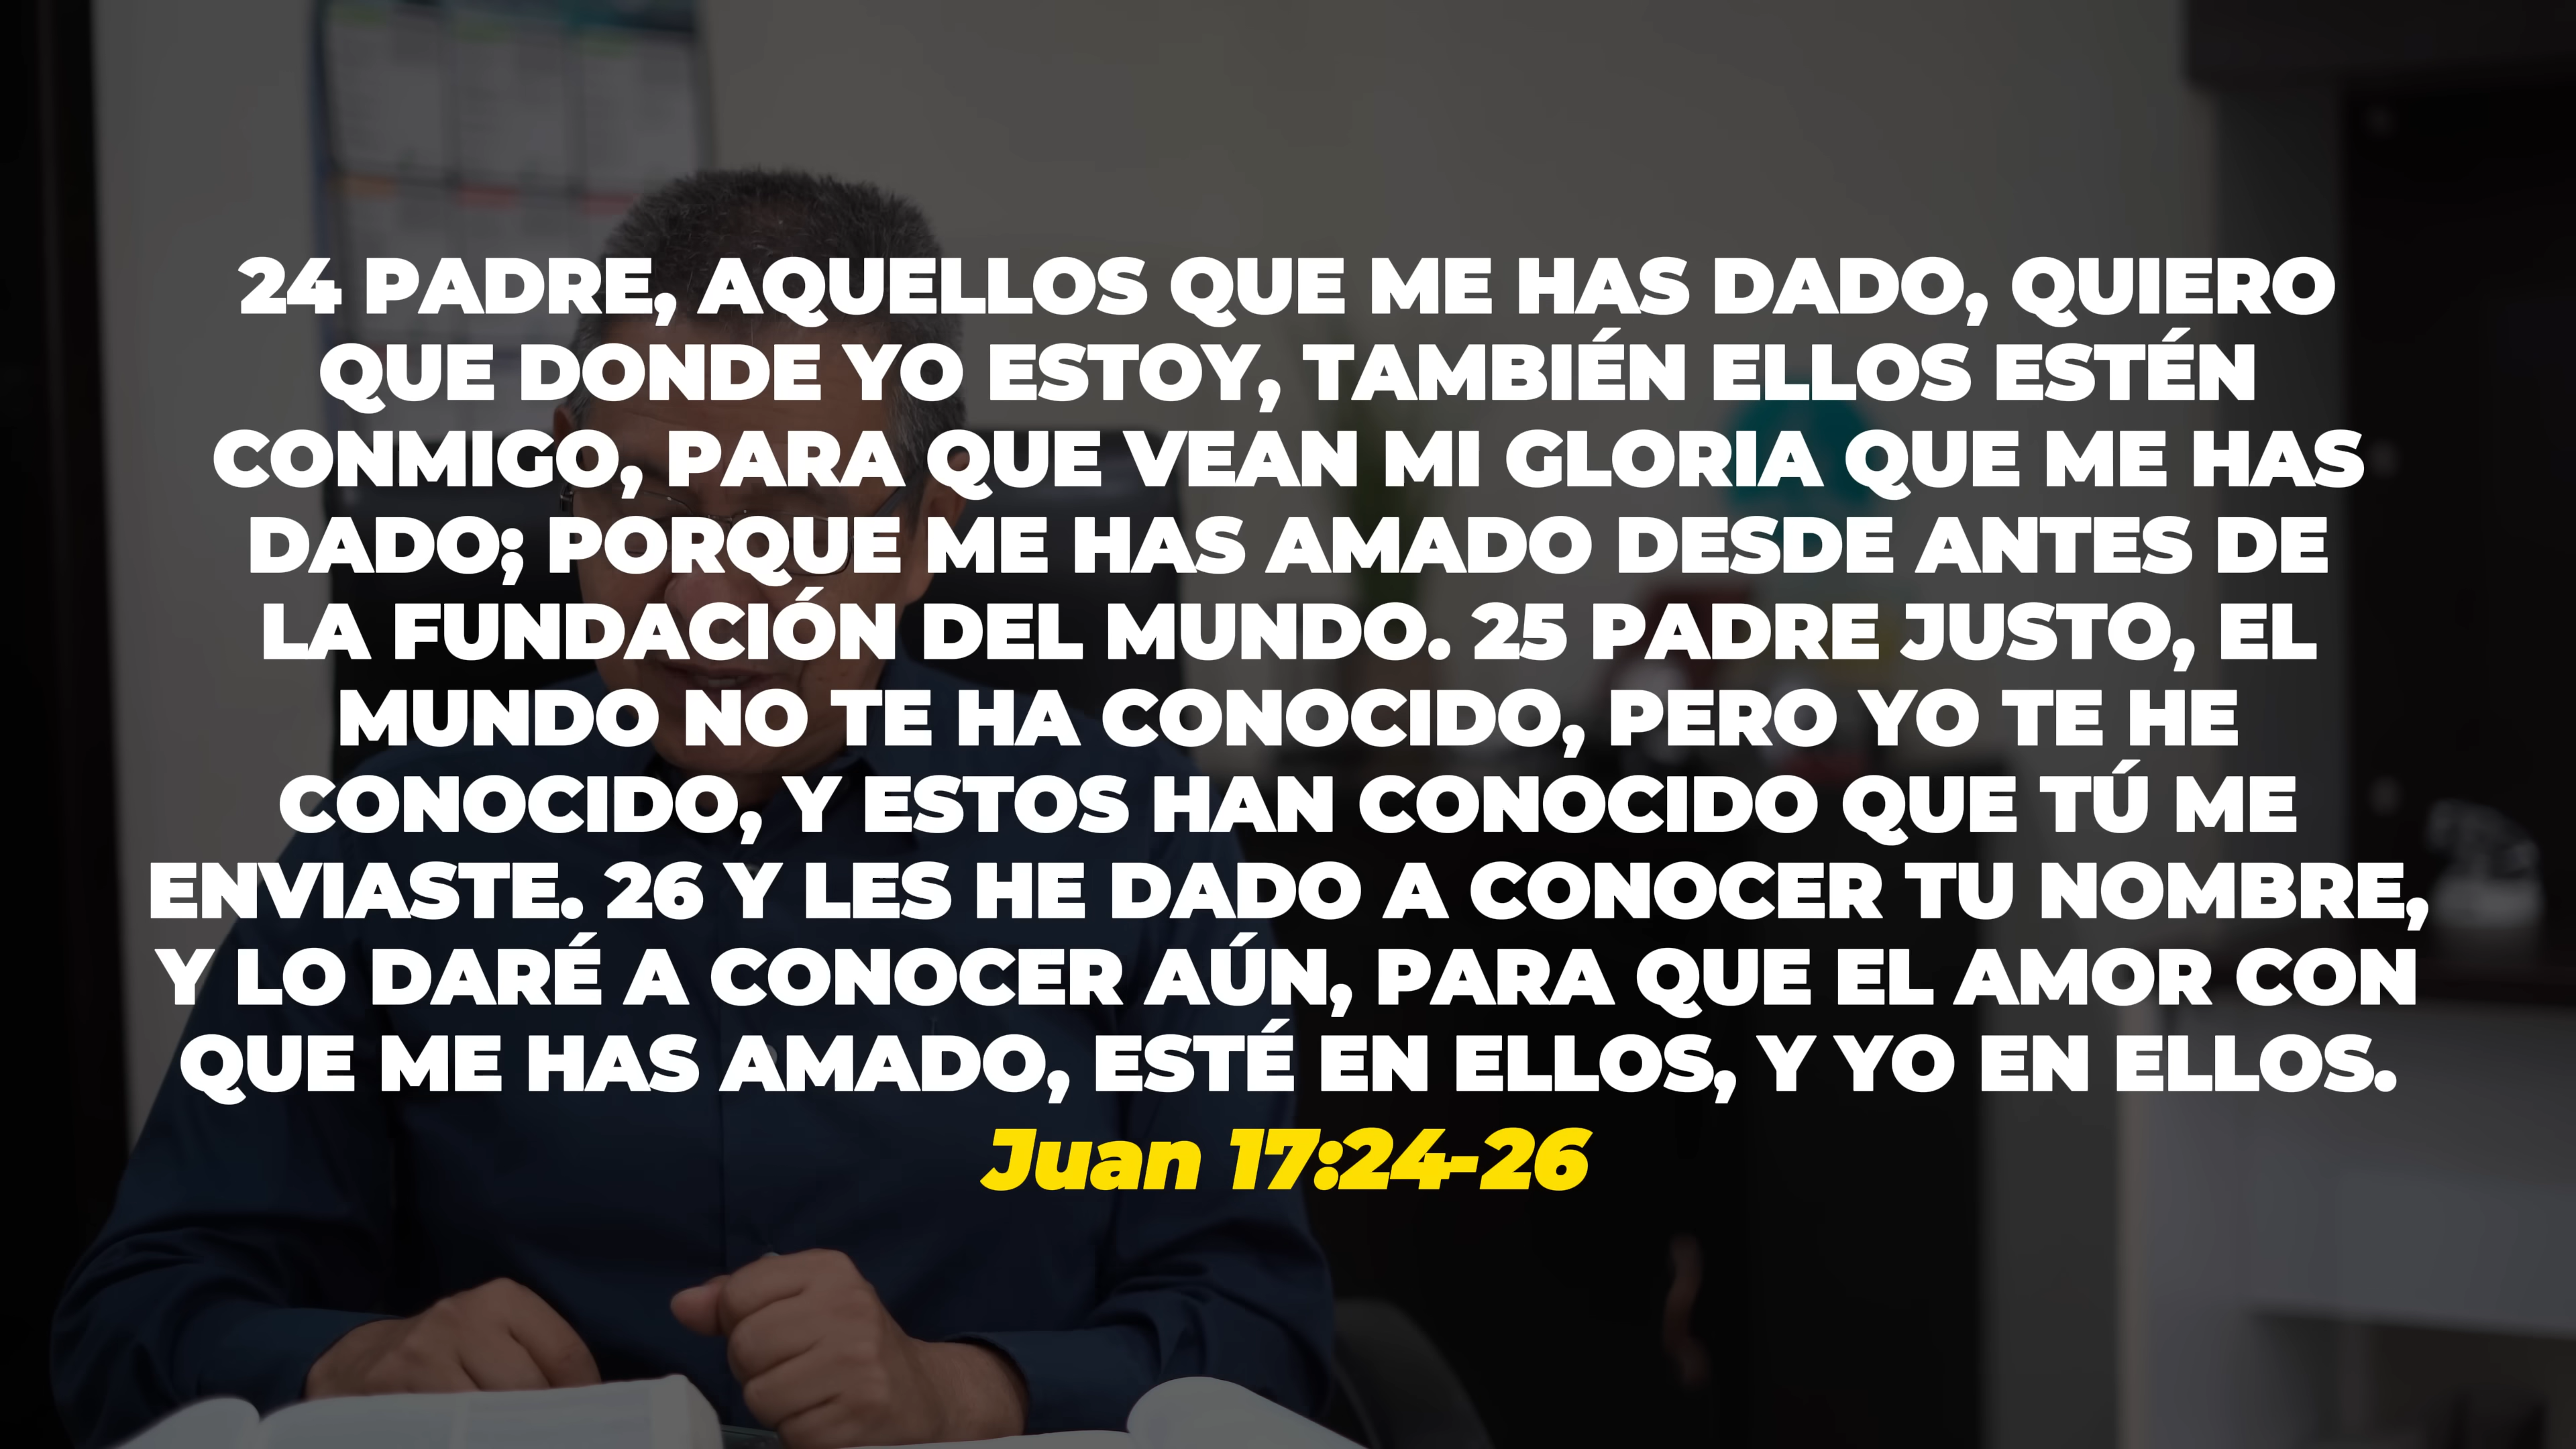 24 PADRE, AQUELLOS QUE ME HAS DADO, QUIERO
QUE DONDE YO ESTOY, TAMBIÉN ELLOS ESTÉN
CONMIGO, PARA QUE VEAN MI GLORIA QUE ME HAS
DADO; PORQUE ME HAS AMADO DESDE ANTES DE
LA FUNDACIÓN DEL MUNDO. 25 PADRE JUSTO, EL
MUNDO NO TE HA CONOCIDO, PERO YO TE HE
CONOCIDO, Y ESTOS HAN CONOCIDO QUE TÚ ME
ENVIASTE. 26 Y LES HE DADO A CONOCER TU NOMBRE,
Y LO DARÉ A CONOCER AÚN, PARA QUE EL AMOR CON
QUE ME HAS AMADO, ESTÉ EN ELLOS, Y YO EN ELLOS.
Juan 17:24-26